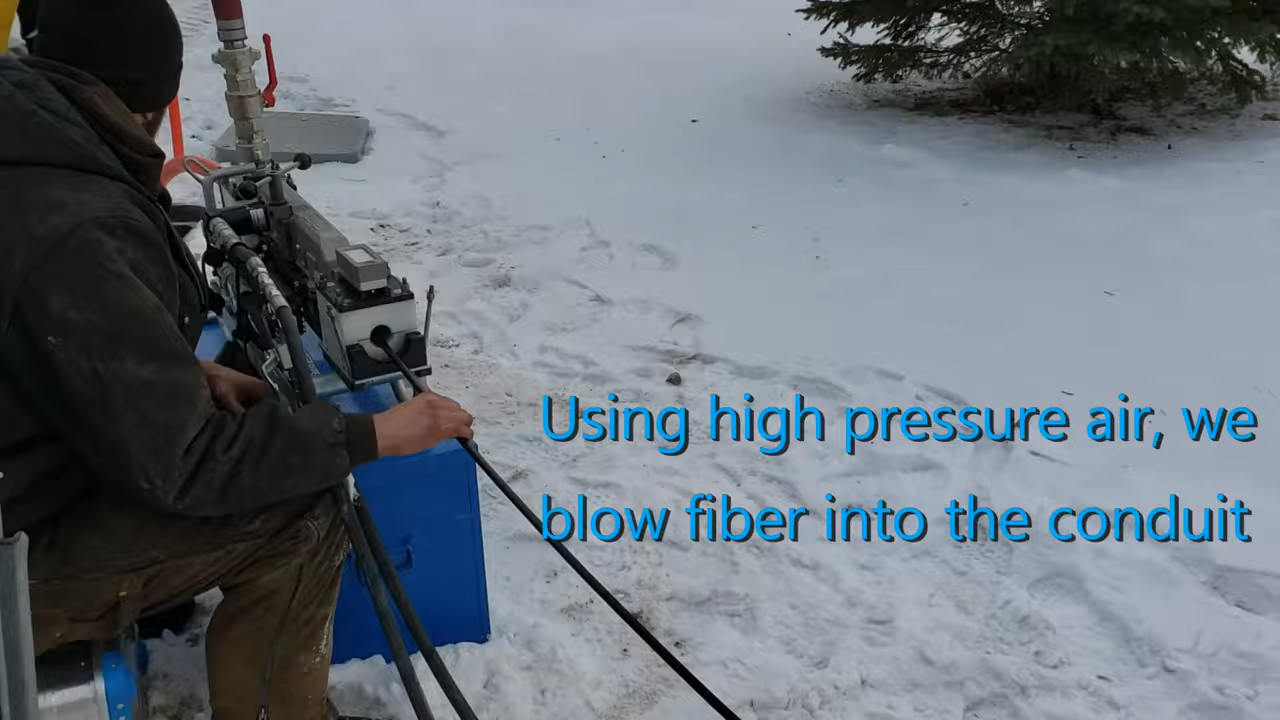 Using high pressure air, we
blow fiber into the conduit